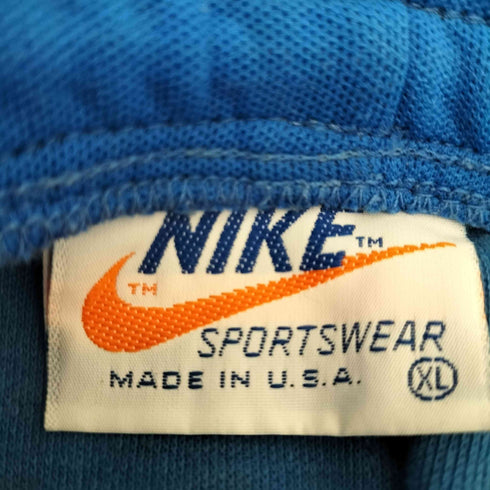 NIKE™
™
SPORTSWEAR
MADE IN U.S.A. XL